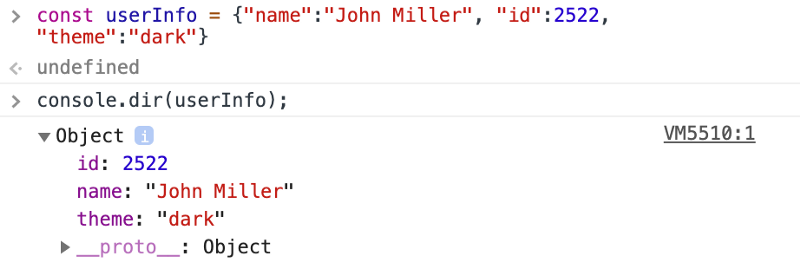 const userInfo = {"name":"John Miller", "id":2522,
"theme":"dark"}
undefined
console.dir(userInfo);
Object i VM5510:1
id: 2522
name: "John Miller"
theme: "dark"
__proto__: Object